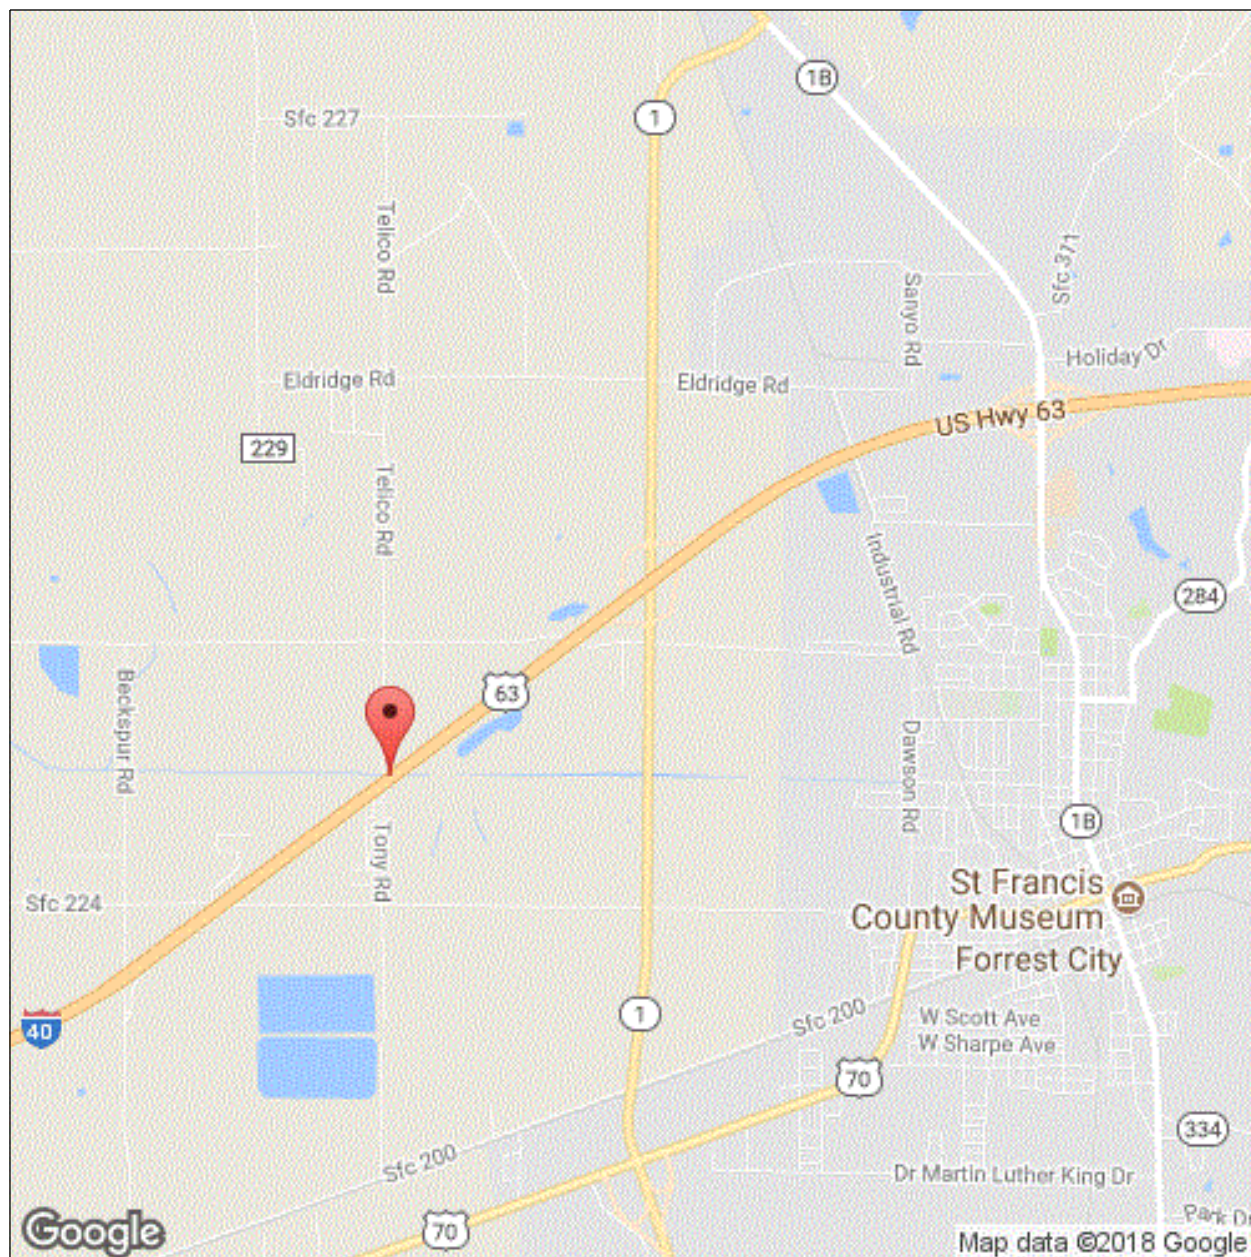 1B
1
Sfc 227
Telico Rd
Sfc 371
Sanyo Rd
Holiday Dr
Eldridge Rd
Eldridge Rd
US Hwy 63
229
Telico Rd
Industrial Rd
284
63
Beckspur Rd
Dawson Rd
1B
Tony Rd
St Francis
County Museum
Sfc 224
Forrest City
1
Sfc 200
W Scott Ave
40
W Sharpe Ave
70
334
Sfc 200
Dr Martin Luther King Dr
Park Dr
70
Google
Map data ©2018 Google